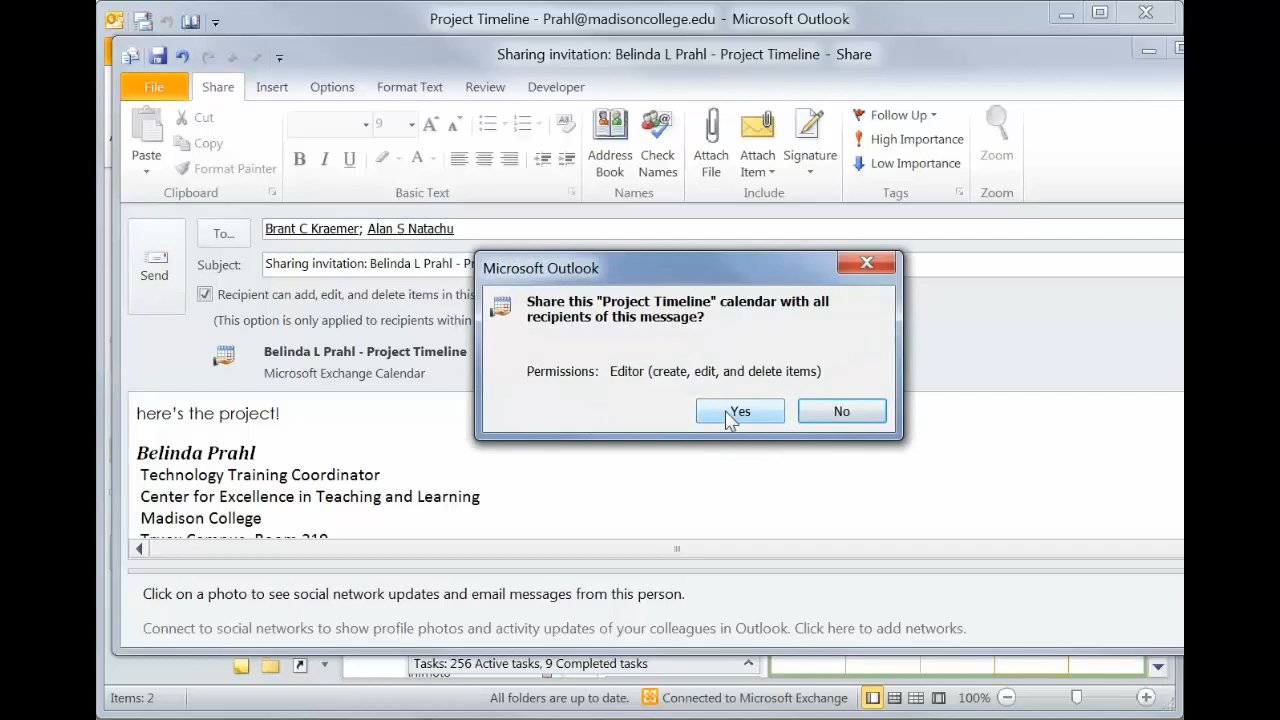 Project Timeline - Prahl@madisoncollege.edu - Microsoft Outlook
Sharing invitation: Belinda L Prahl - Project Timeline - Share
File Share Insert Options Format Text Review Developer
Paste
Cut
Copy
Format Painter
Clipboard
9
B I U
Basic Text
Address Book
Check Names
Names
Attach File
Attach Item
Signature
Include
Follow Up
High Importance
Low Importance
Tags
Zoom
Zoom
Send
To...
Brant C Kraemer; Alan S Natachu
Subject:
Sharing invitation: Belinda L Prahl - P
Recipient can add, edit, and delete items in this
(This option is only applied to recipients within
Belinda L Prahl - Project Timeline
Microsoft Exchange Calendar
Microsoft Outlook
Share this "Project Timeline" calendar with all
recipients of this message?
Permissions: Editor (create, edit, and delete items)
Yes No
here's the project!
Belinda Prahl
Technology Training Coordinator
Center for Excellence in Teaching and Learning
Madison College
Click on a photo to see social network updates and email messages from this person.
Connect to social networks to show profile photos and activity updates of your colleagues in Outlook. Click here to add networks.
Tasks: 256 Active tasks, 9 Completed tasks
Items: 2
All folders are up to date.
Connected to Microsoft Exchange
100%